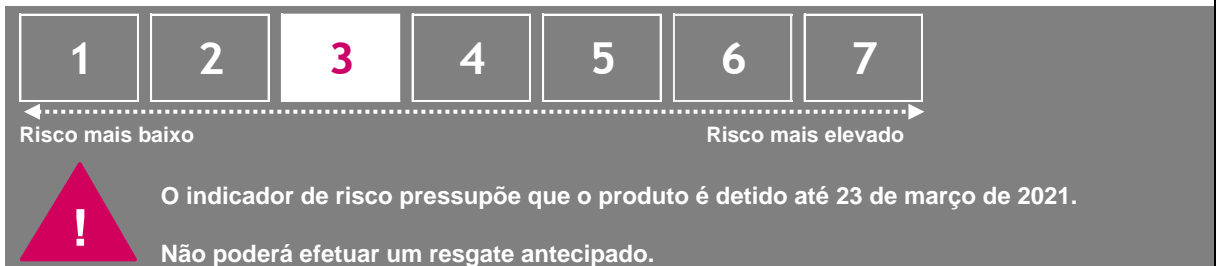 1 2 3 4 5 6 7
Risco mais baixo Risco mais elevado
! O indicador de risco pressupõe que o produto é detido até 23 de março de 2021.
Não poderá efetuar um resgate antecipado.